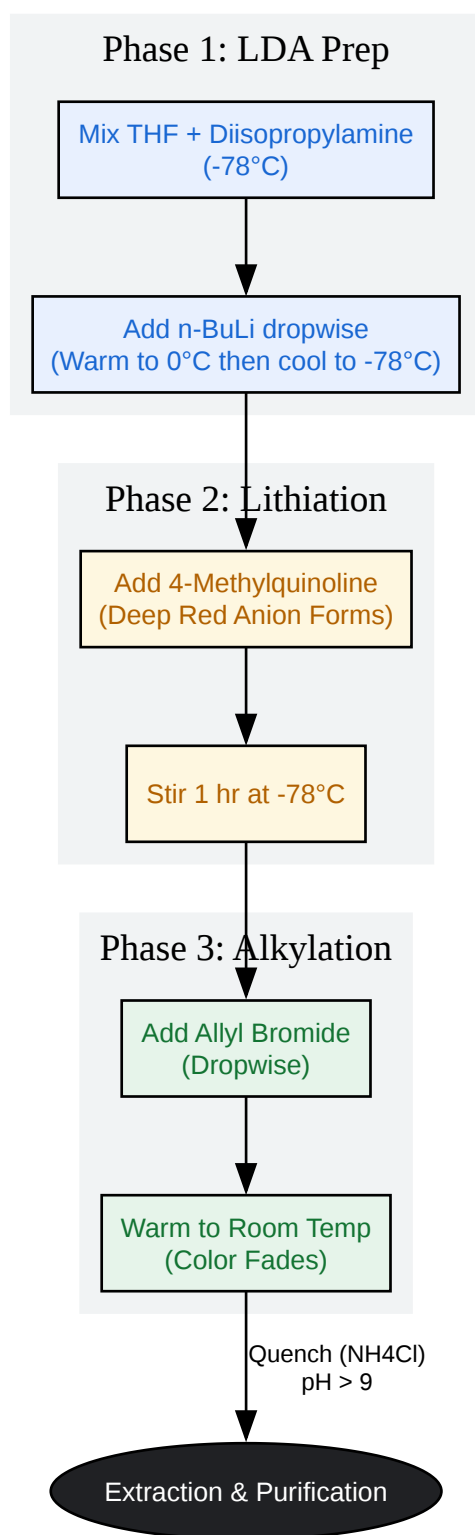 Phase 1: LDA Prep
Mix THF + Diisopropylamine
(-78°C)
Add n-BuLi dropwise
(Warm to 0°C then cool to -78°C)
Phase 2: Lithiation
Add 4-Methylquinoline
(Deep Red Anion Forms)
Stir 1 hr at -78°C
Phase 3: Alkylation
Add Allyl Bromide
(Dropwise)
Warm to Room Temp
(Color Fades)
Quench (NH4Cl)
pH > 9
Extraction & Purification